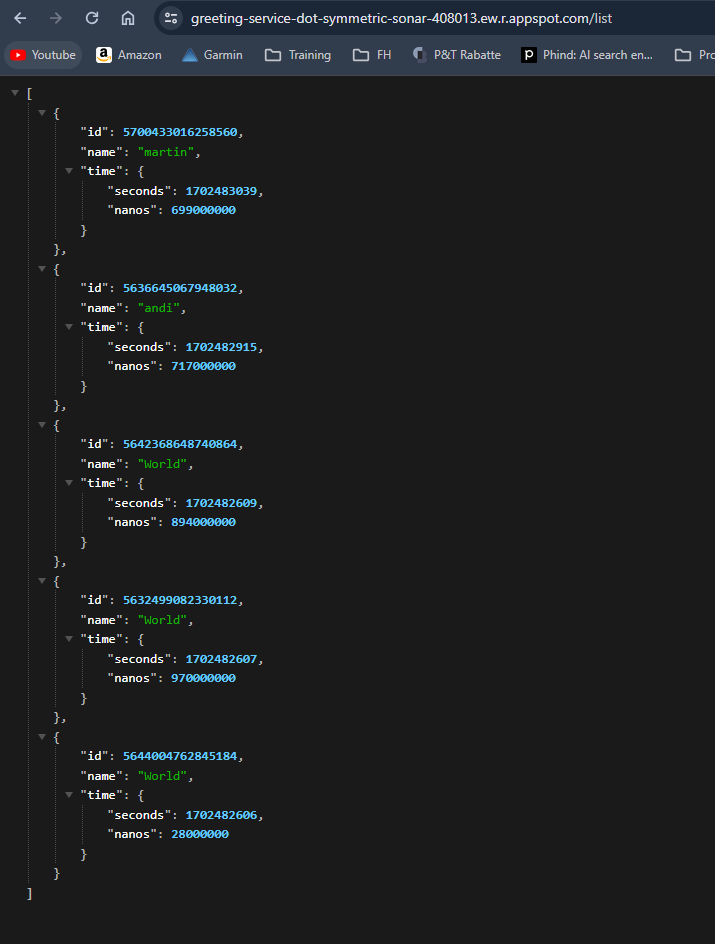 greeting-service-dot-symmetric-sonar-408013.ew.r.appspot.com/list
Youtube Amazon Garmin Training FH P&T Rabatte Phind: AI search en... Pro
[
{
"id": 5700433016258560,
"name": "martin",
"time": {
"seconds": 1702483039,
"nanos": 699000000
}
},
{
"id": 5636645067948032,
"name": "andi",
"time": {
"seconds": 1702482915,
"nanos": 717000000
}
},
{
"id": 5642368648740864,
"name": "World",
"time": {
"seconds": 1702482609,
"nanos": 894000000
}
},
{
"id": 5632499082330112,
"name": "World",
"time": {
"seconds": 1702482607,
"nanos": 970000000
}
},
{
"id": 5644004762845184,
"name": "World",
"time": {
"seconds": 1702482606,
"nanos": 28000000
}
}
]